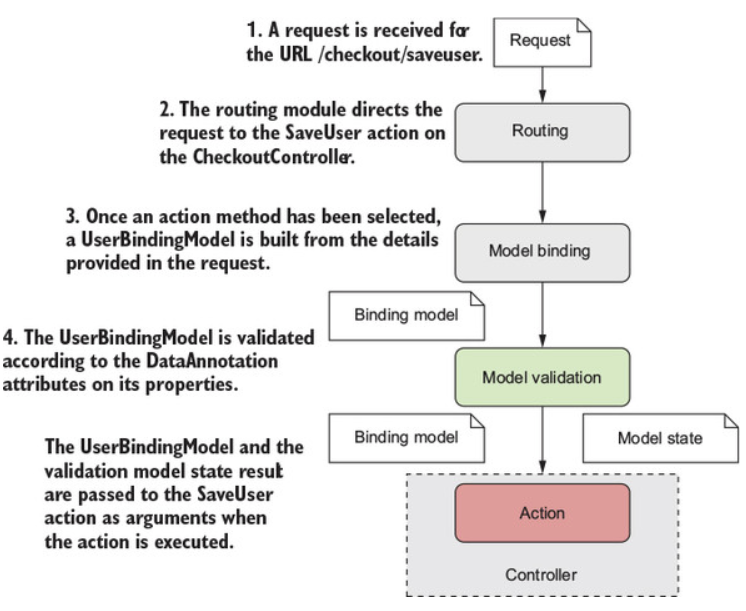 1. A request is received for
the URL /checkout/saveuser.
Request
2. The routing module directs the
request to the SaveUser action on
the CheckoutController.
Routing
3. Once an action method has been selected,
a UserBindingModel is built from the details
provided in the request.
Model binding
Binding model
4. The UserBindingModel is validated
according to the DataAnnotation
attributes on its properties.
Model validation
Binding model
Model state
The UserBindingModel and the
validation model state result
are passed to the SaveUser
action as arguments when
the action is executed.
Action
Controller